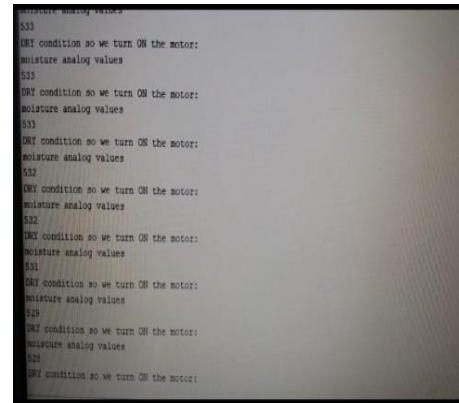 moisture analog values
533
DRY condition so we turn ON the motor:
moisture analog values
533
DRY condition so we turn ON the motor:
moisture analog values
533
DRY condition so we turn ON the motor:
moisture analog values
532
DRY condition so we turn ON the motor:
moisture analog values
532
DRY condition so we turn ON the motor:
moisture analog values
531
DRY condition so we turn ON the motor:
moisture analog values
529
DRY condition so we turn ON the motor:
moisture analog values
DRY condition so we turn ON the motor: